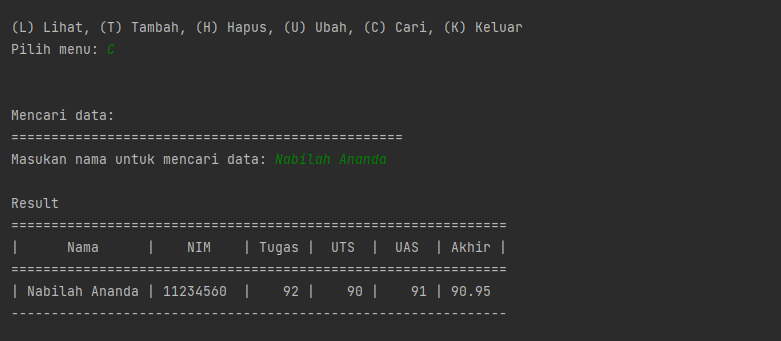 (L) Lihat, (T) Tambah, (H) Hapus, (U) Ubah, (C) Cari, (K) Keluar
Pilih menu: C
Mencari data:
=================================================
Masukan nama untuk mencari data: Nabilah Ananda
Result
==============================================================
|      Nama      |    NIM    | Tugas |  UTS  |  UAS  | Akhir |
==============================================================
| Nabilah Ananda | 11234560  |    92 |    90 |    91 | 90.95
--------------------------------------------------------------